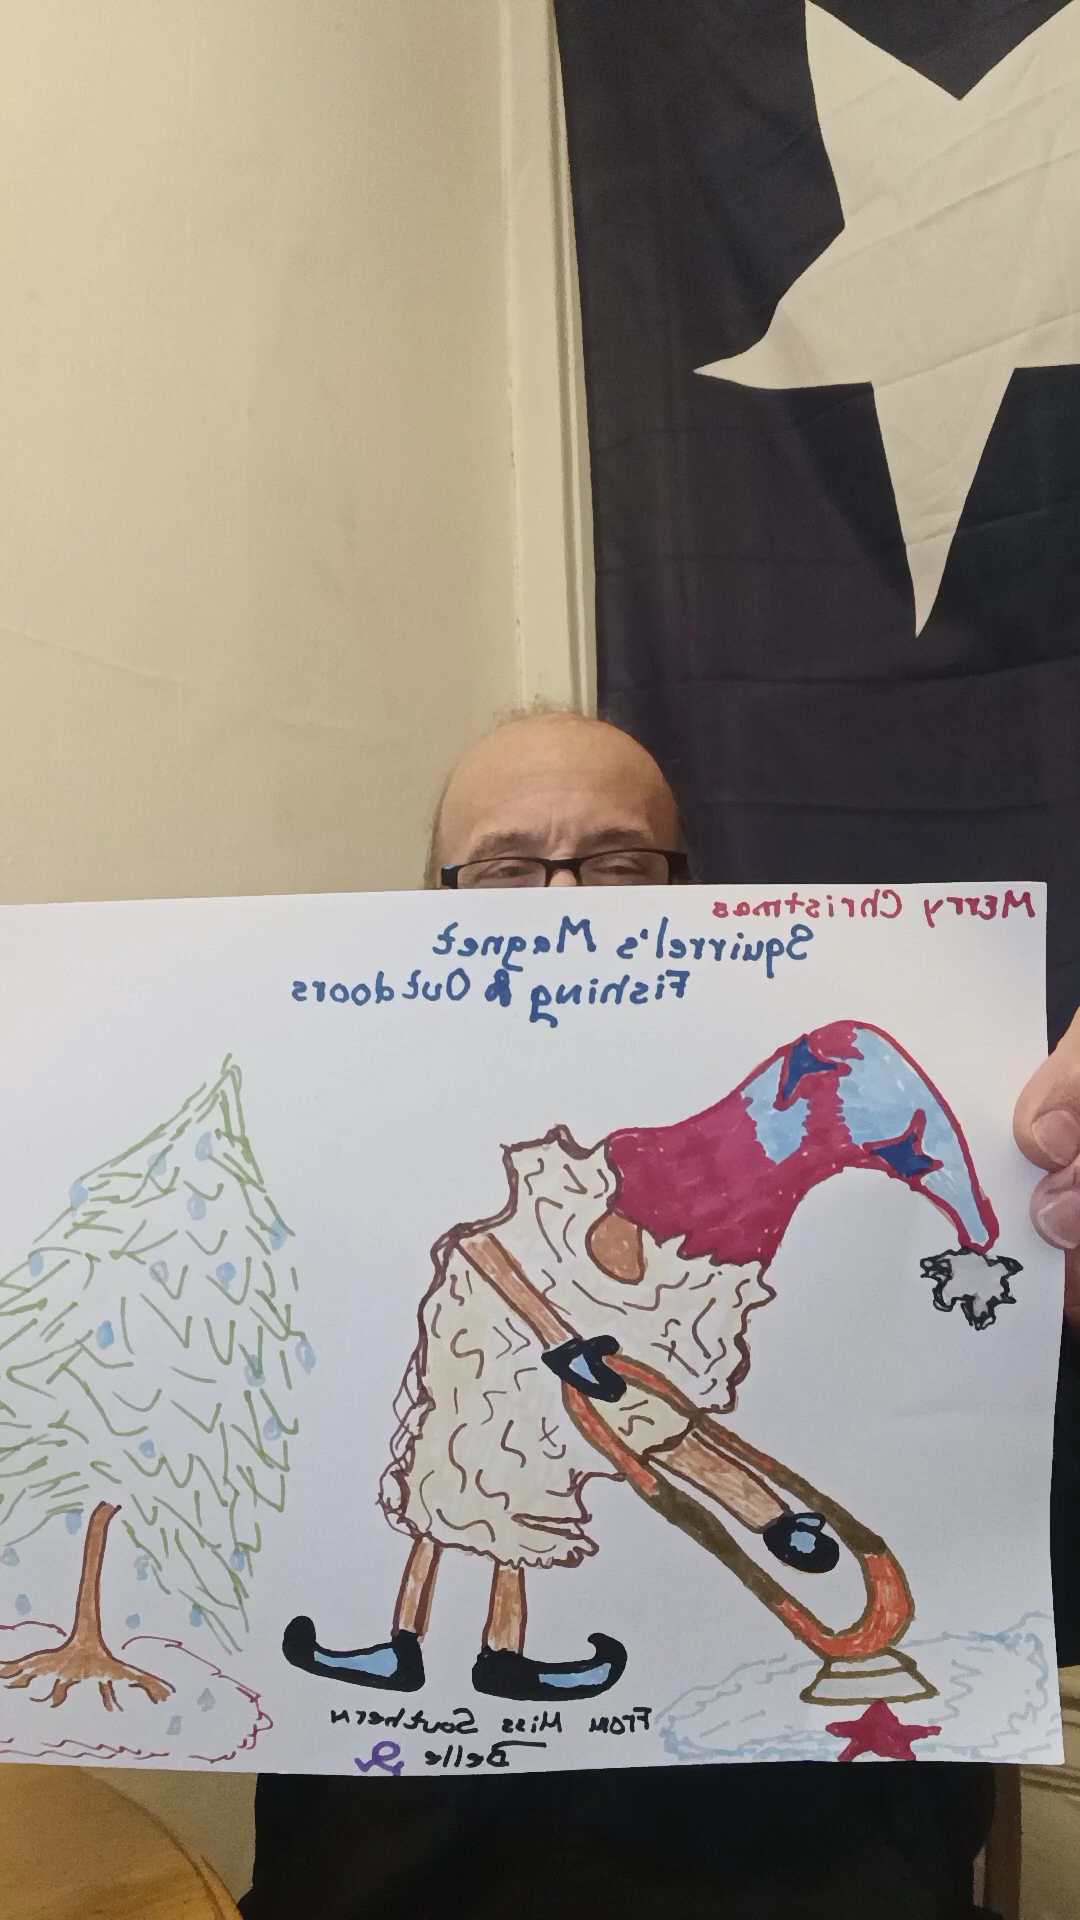 Merry Christmas
Squirrel's Magnet
Fishing & Outdoors
From Miss Southern
Belle